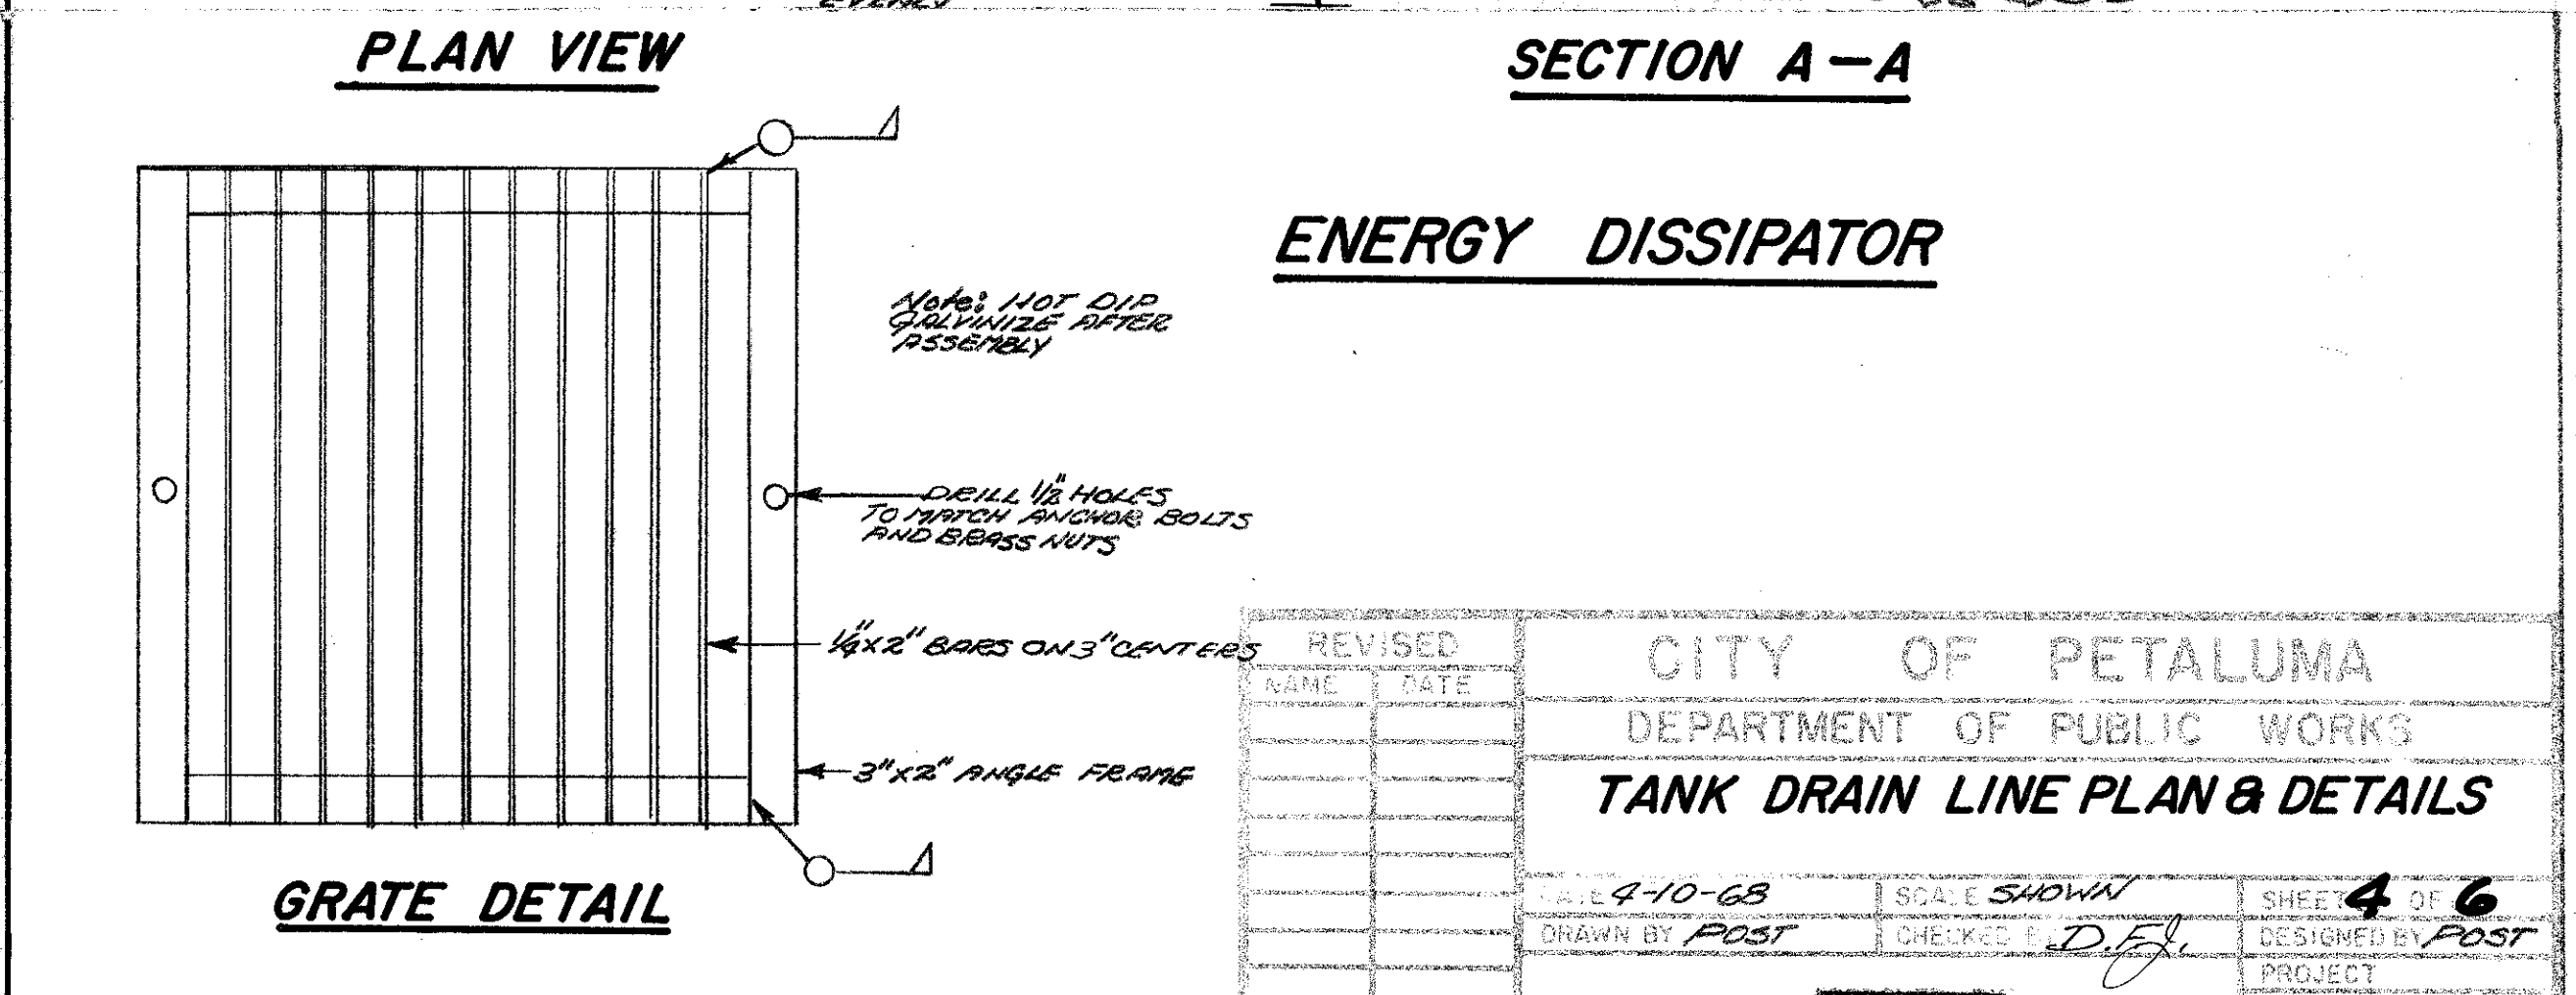 PLAN VIEW
SECTION A-A
ENERGY DISSIPATOR
Note: HOT DIP
GALVINIZE AFTER
ASSEMBLY
DRILL 1/2" HOLES
TO MATCH ANCHOR BOLTS
AND BRASS NUTS
1/4"X2" BARS ON 3" CENTERS
3"X2" ANGLE FRAME
GRATE DETAIL
REVISED
NAME DATE
CITY OF PETALUMA
DEPARTMENT OF PUBLIC WORKS
TANK DRAIN LINE PLAN & DETAILS
DATE 4-10-68 SCALE SHOWN SHEET 4 OF 6
DRAWN BY POST CHECKED BY D.F.J. DESIGNED BY POST
PROJECT